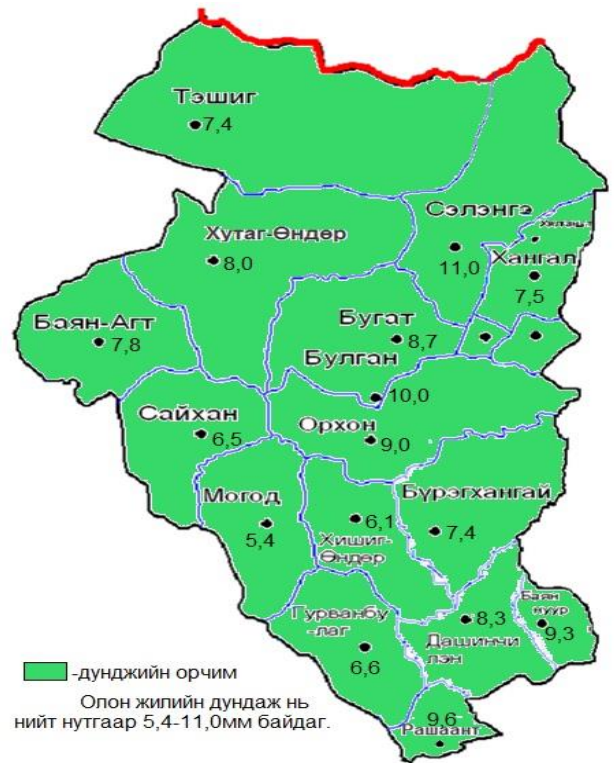 Тэшиг
7,4
Сэлэнгэ
11,0
Хутаг-Өндөр
8,0
Хангал
7,5
Баян-Агт
7,8
Бугат
8,7
Булган
10,0
Сайхан
6,5
Орхон
9,0
Могод
5,4
6,1
Хишиг-
Өндөр
Бүрэгхангай
7,4
Гурванбу
-лаг
6,6
8,3
Дашинчи
лэн
Баян
нуур
9,3
9,6
Рашаант
-дунджийн орчим
Олон жилийн дундаж нь
нийт нутгаар 5,4-11,0мм байдаг.